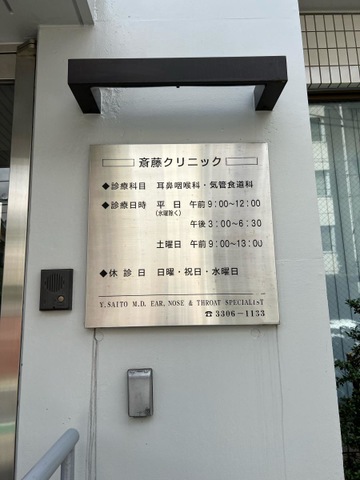 斎藤クリニック
◆診療科目 耳鼻咽喉科・気管食道科
◆診療日時 平日 午前9:00~12:00
(水曜除く)
午後3:00~6:30
土曜日 午前9:00~13:00
◆休診日 日曜・祝日・水曜日
Y.SAITO M.D. EAR, NOSE & THROAT SPECIALIST
☎3306-1133